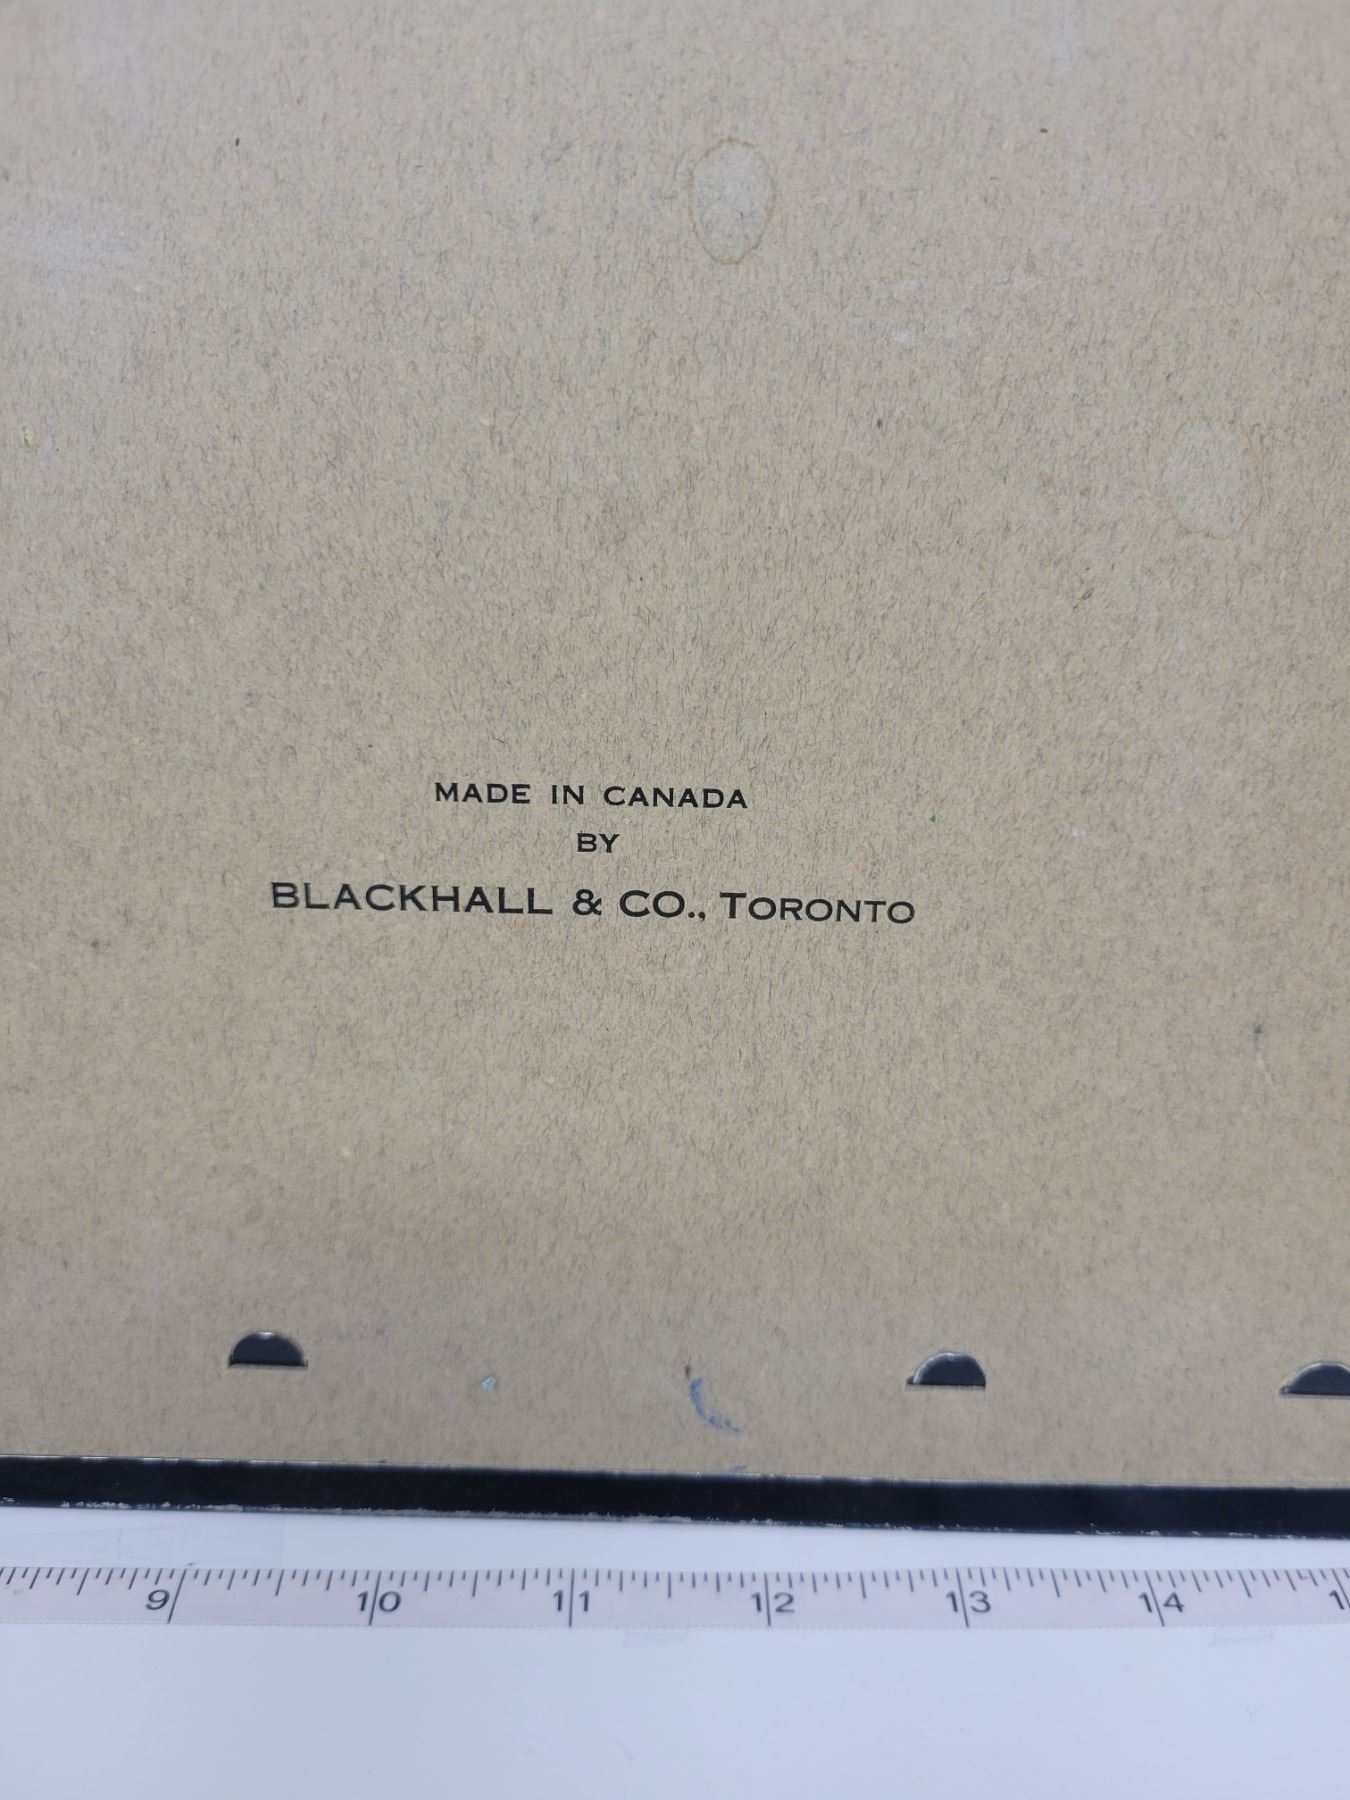 MADE IN CANADA
BY
BLACKHALL & CO., TORONTO
9 10 11 12 13 14